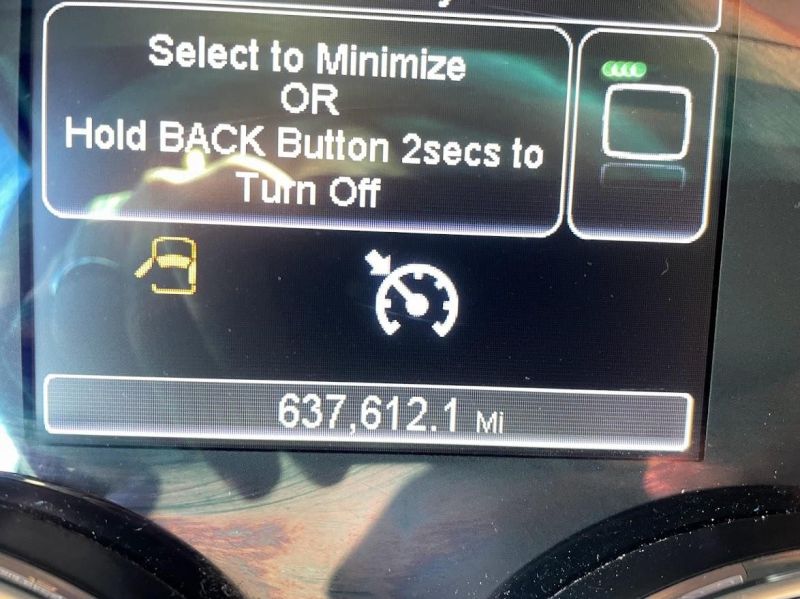 Select to Minimize
OR
Hold BACK Button 2secs to
Turn Off
637,612.1 Mi